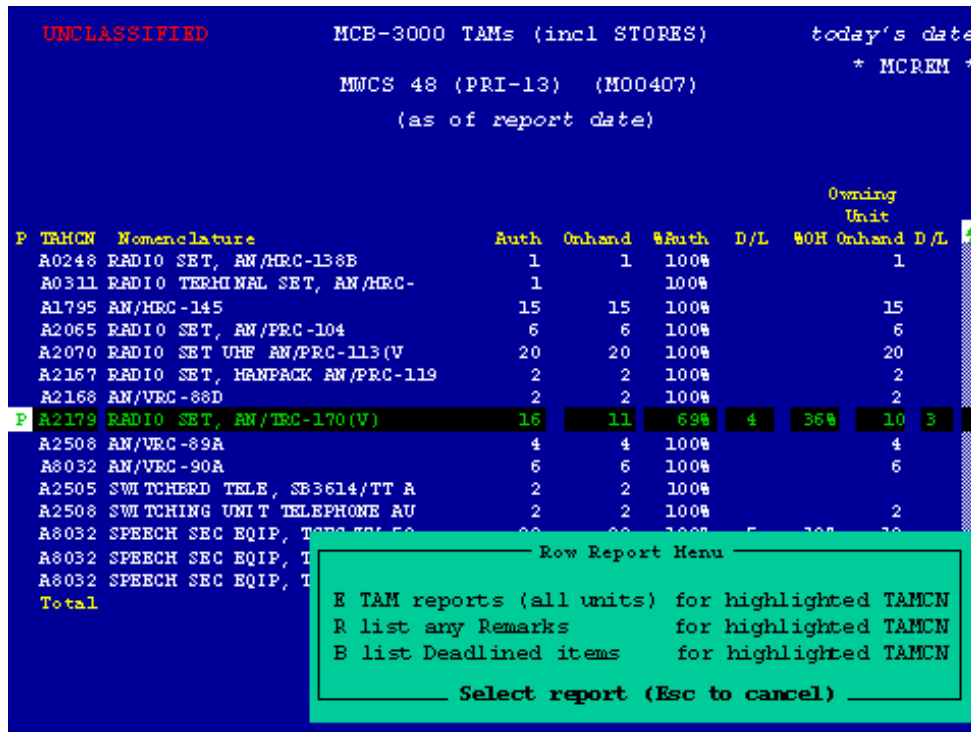 UNCLASSIFIED MCB-3000 TAMs (incl STORES) today's date
* MCREM *
MWCS 48 (PRI-13) (M00407)
(as of report date)
Owning
Unit
P TAMCN Nomenclature Auth Onhand %Auth D/L %OH Onhand D/L
A0248 RADIO SET, AN/HRC-138B 1 1 100% 1
A0311 RADIO TERMINAL SET, AN/HRC- 1 100%
A1795 AN/HRC-145 15 15 100% 15
A2065 RADIO SET, AN/PRC-104 6 6 100% 6
A2070 RADIO SET UHF AN/PRC-113(V 20 20 100% 20
A2167 RADIO SET, HANPACK AN/PRC-119 2 2 100% 2
A2168 AN/VRC-88D 2 2 100% 2
P A2179 RADIO SET, AN/TRC-170(V) 16 11 69% 4 36% 10 3
A2508 AN/VRC-89A 4 4 100% 4
A8032 AN/VRC-90A 6 6 100% 6
A2505 SWITCHBRD TELE, SB3614/TT A 2 2 100%
A2508 SWITCHING UNIT TELEPHONE AU 2 2 100% 2
A8032 SPEECH SEC EQIP,
A8032 SPEECH SEC EQIP, T
A8032 SPEECH SEC EQIP, T
Total
Row Report Menu
E TAM reports (all units) for highlighted TAMCN
R list any Remarks for highlighted TAMCN
B list Deadlined items for highlighted TAMCN
Select report (Esc to cancel)